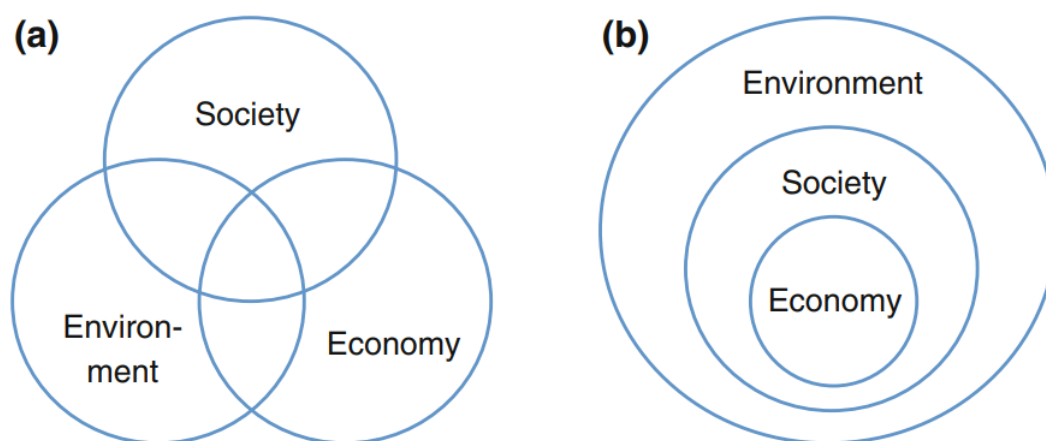 (a)
Society
Environ-
ment
Economy
(b)
Environment
Society
Economy